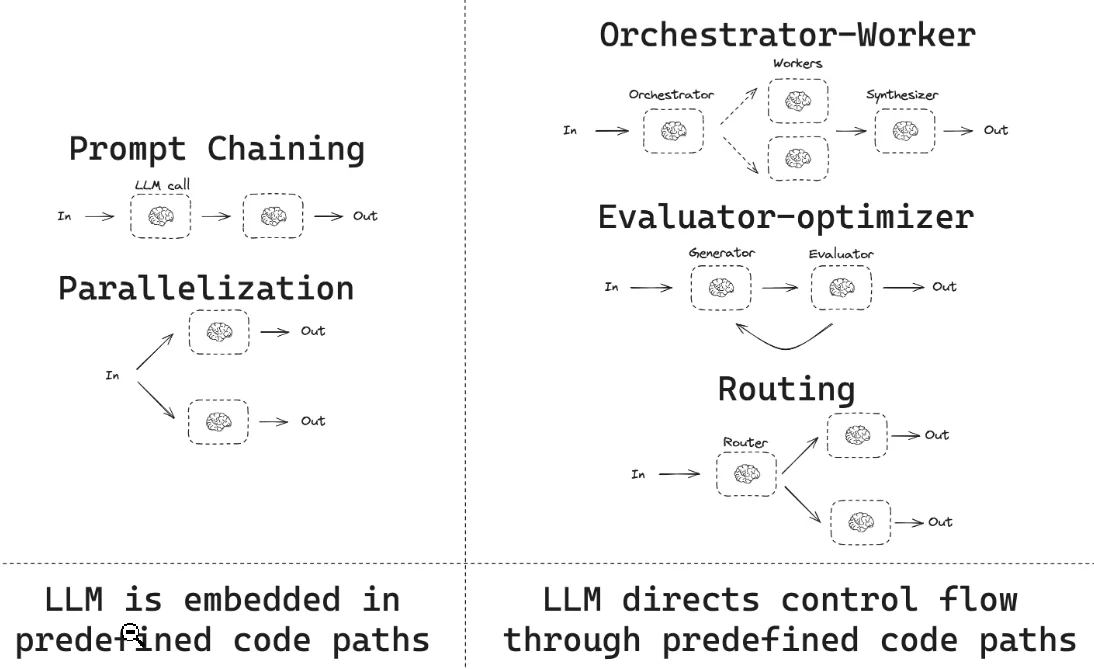 Prompt Chaining
LLM call
In
Out
Parallelization
In
Out
Out
LLM is embedded in
predefined code paths
Orchestrator-Worker
Workers
Orchestrator
Synthesizer
In
Out
Evaluator-optimizer
Generator
Evaluator
In
Out
Routing
Router
In
Out
Out
LLM directs control flow
through predefined code paths